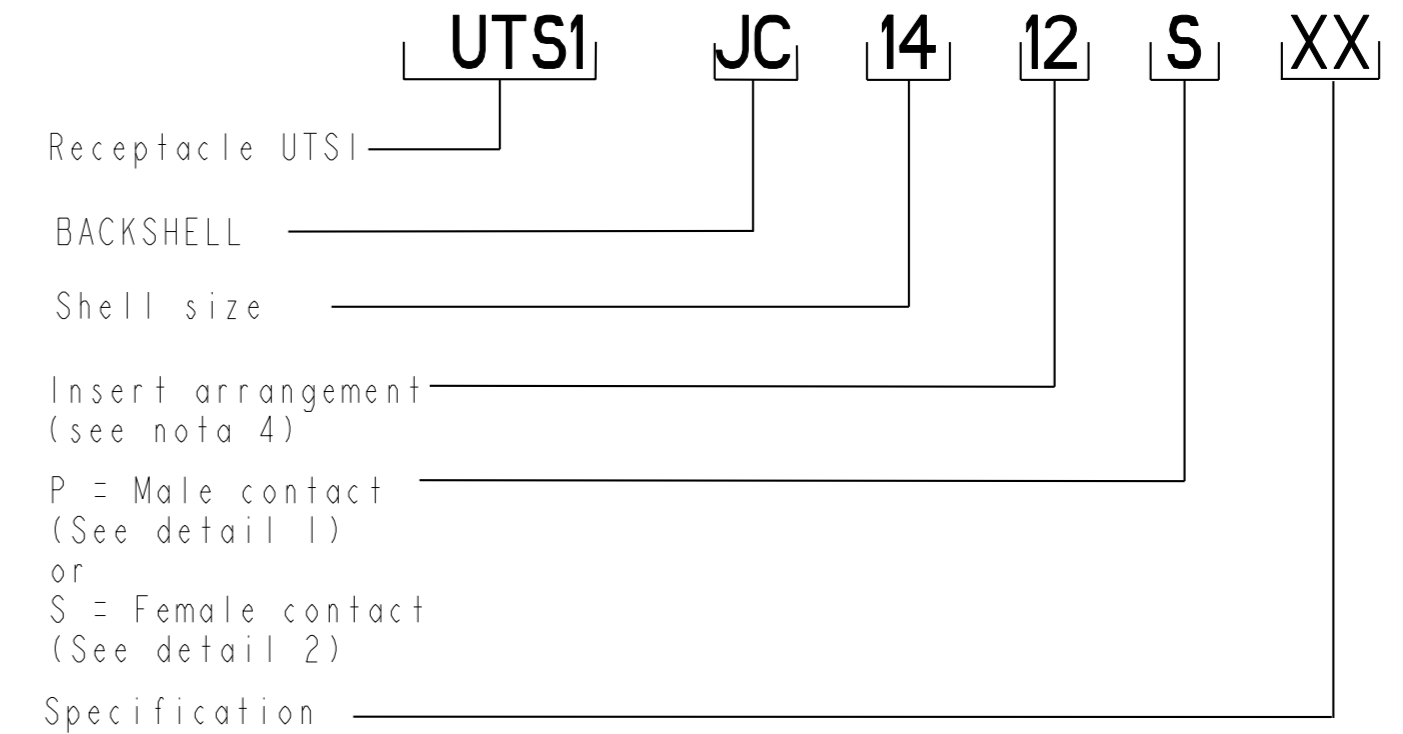 UTS1 JC 14 12 S XX
Receptacle UTS1
BACKSHELL
Shell size
Insert arrangement
(see nota 4)
P = Male contact
(See detail 1)
or
S = Female contact
(See detail 2)
Specification